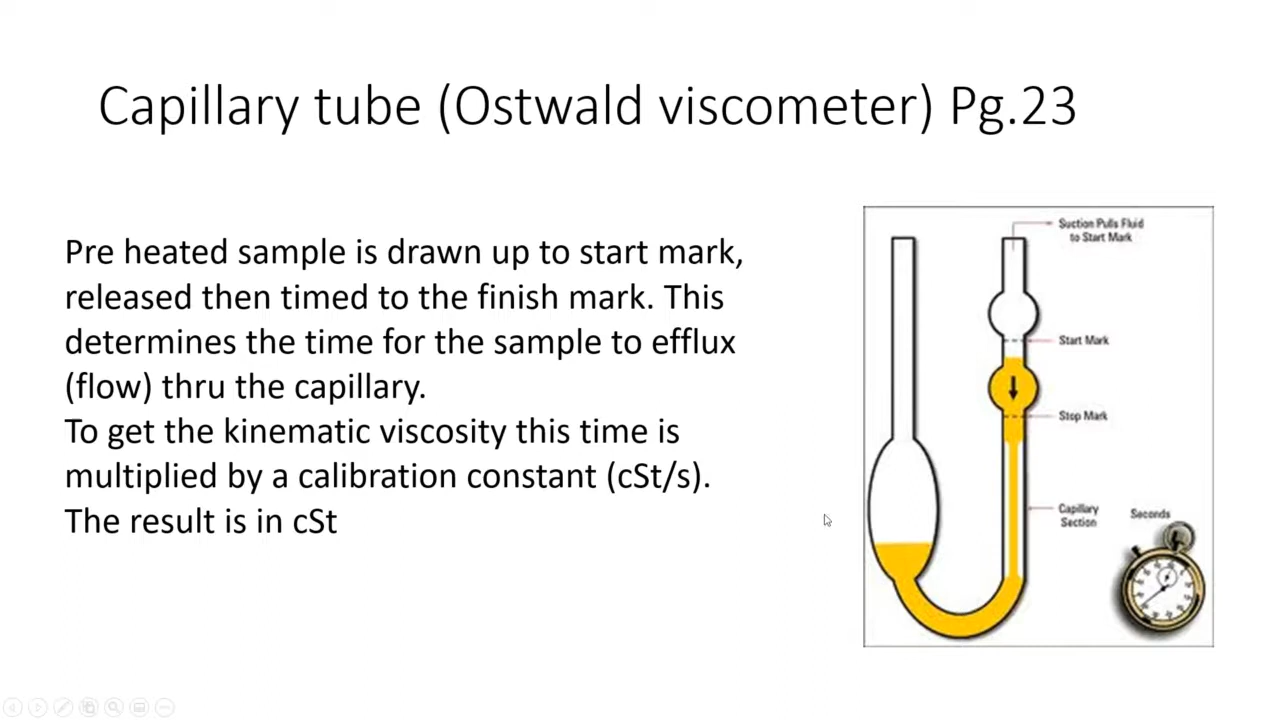 Capillary tube (Ostwald viscometer) Pg.23
Pre heated sample is drawn up to start mark,
released then timed to the finish mark. This
determines the time for the sample to efflux
(flow) thru the capillary.
To get the kinematic viscosity this time is
multiplied by a calibration constant (cSt/s).
The result is in cSt
Suction Pulls Fluid
to Start Mark
Start Mark
Stop Mark
Capillary
Section
Seconds